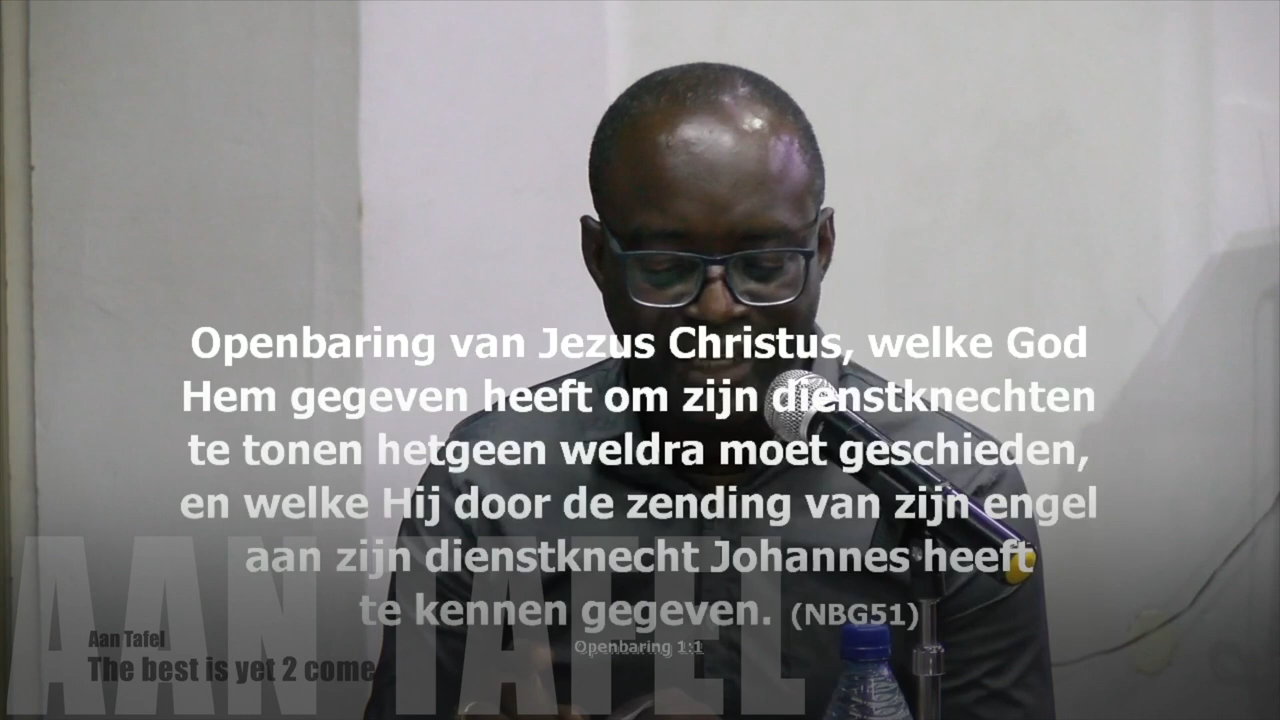 Openbaring van Jezus Christus, welke God
Hem gegeven heeft om zijn dienstknechten
te tonen hetgeen weldra moet geschieden,
en welke Hij door de zending van zijn engel
aan zijn dienstknecht Johannes heeft
te kennen gegeven. (NBG51)
Openbaring 1:1
AAN TAFEL
Aan Tafel
The best is yet 2 come